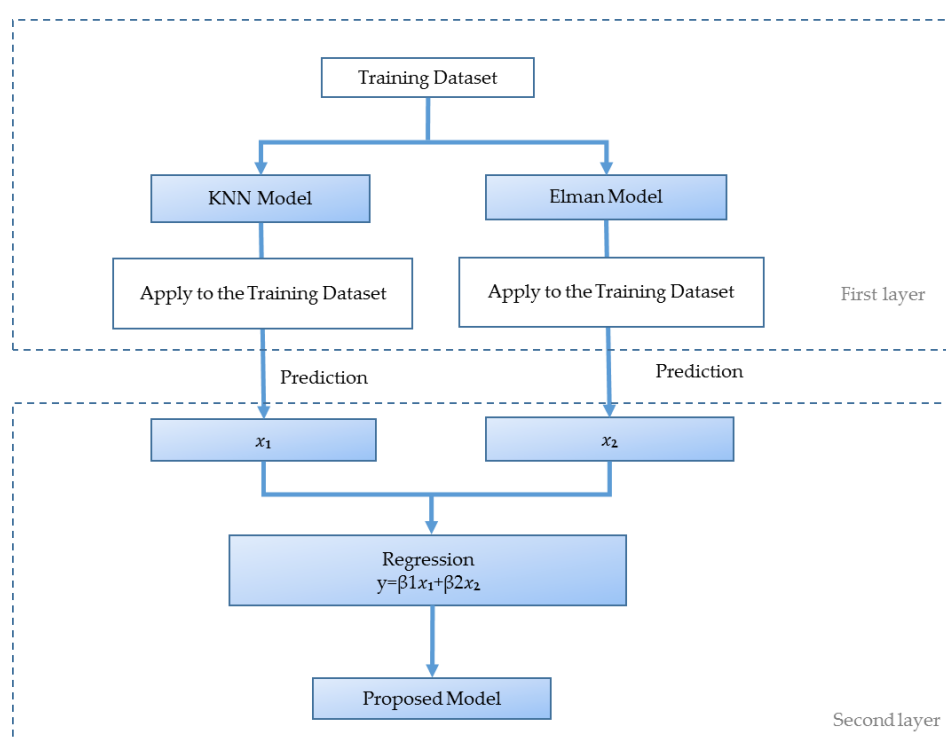 Training Dataset
KNN Model
Elman Model
Apply to the Training Dataset
Apply to the Training Dataset
First layer
Prediction
Prediction
x₁
x₂
Regression
y=β1x₁+β2x₂
Proposed Model
Second layer